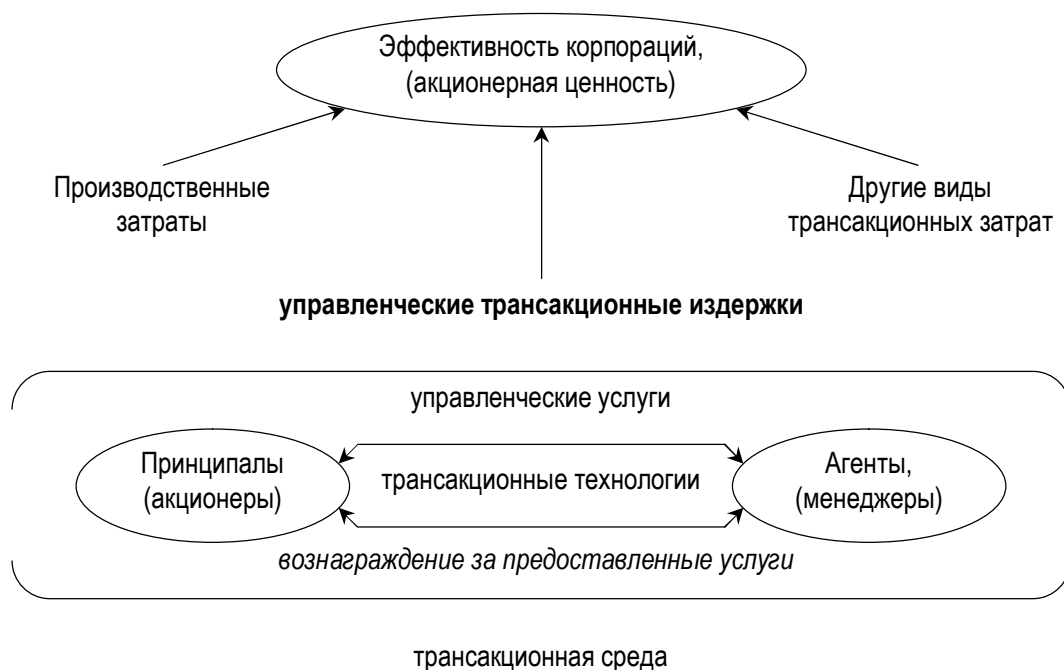 Эффективность корпораций,
(акционерная ценность)
Производственные
затраты
Другие виды
трансакционных затрат
управленческие трансакционные издержки
управленческие услуги
Принципалы
(акционеры)
трансакционные технологии
Агенты,
(менеджеры)
вознаграждение за предоставленные услуги
трансакционная среда